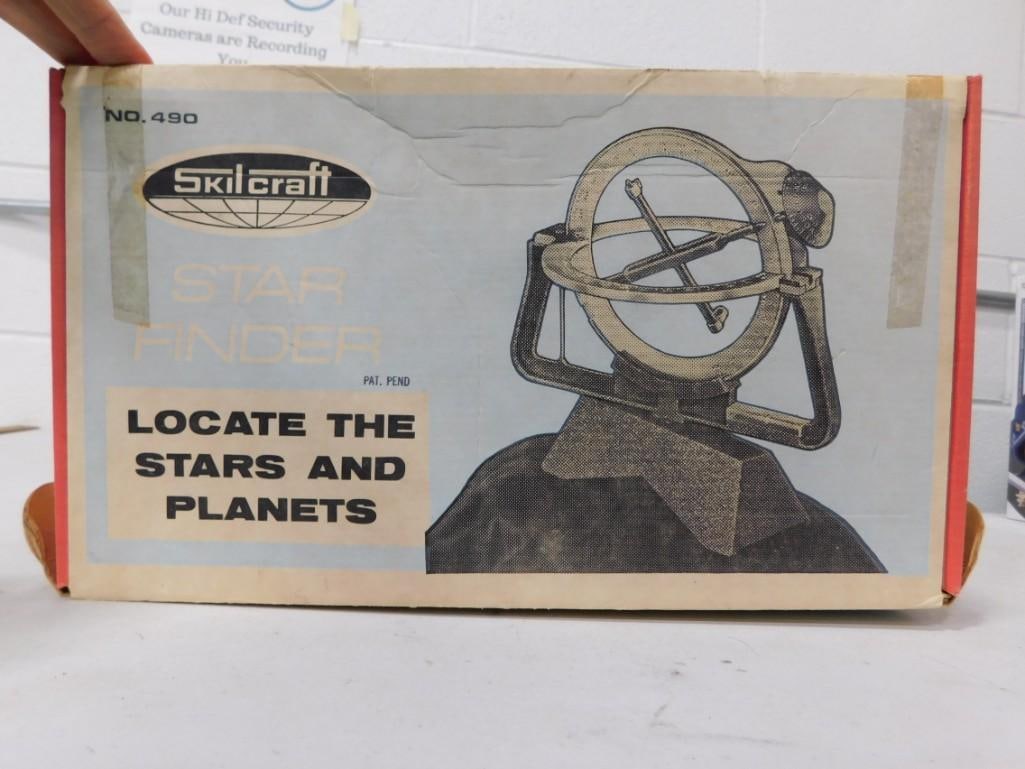 Our Hi Def Security
Cameras are Recording
You
NO. 490
Skilcraft
STAR
FINDER
PAT. PEND
LOCATE THE
STARS AND
PLANETS